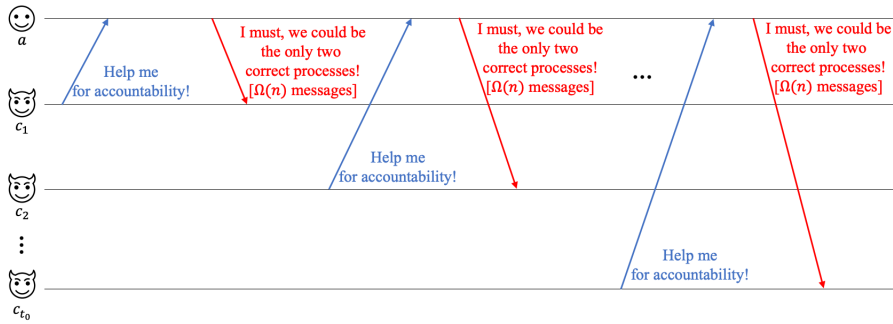 a
Help me
for accountability!
I must, we could be
the only two
correct processes!
[Ω(n) messages]
I must, we could be
the only two
correct processes!
[Ω(n) messages]
...
I must, we could be
the only two
correct processes!
[Ω(n) messages]
c₁
Help me
for accountability!
c₂
⋮
Help me
for accountability!
c_{t₀}